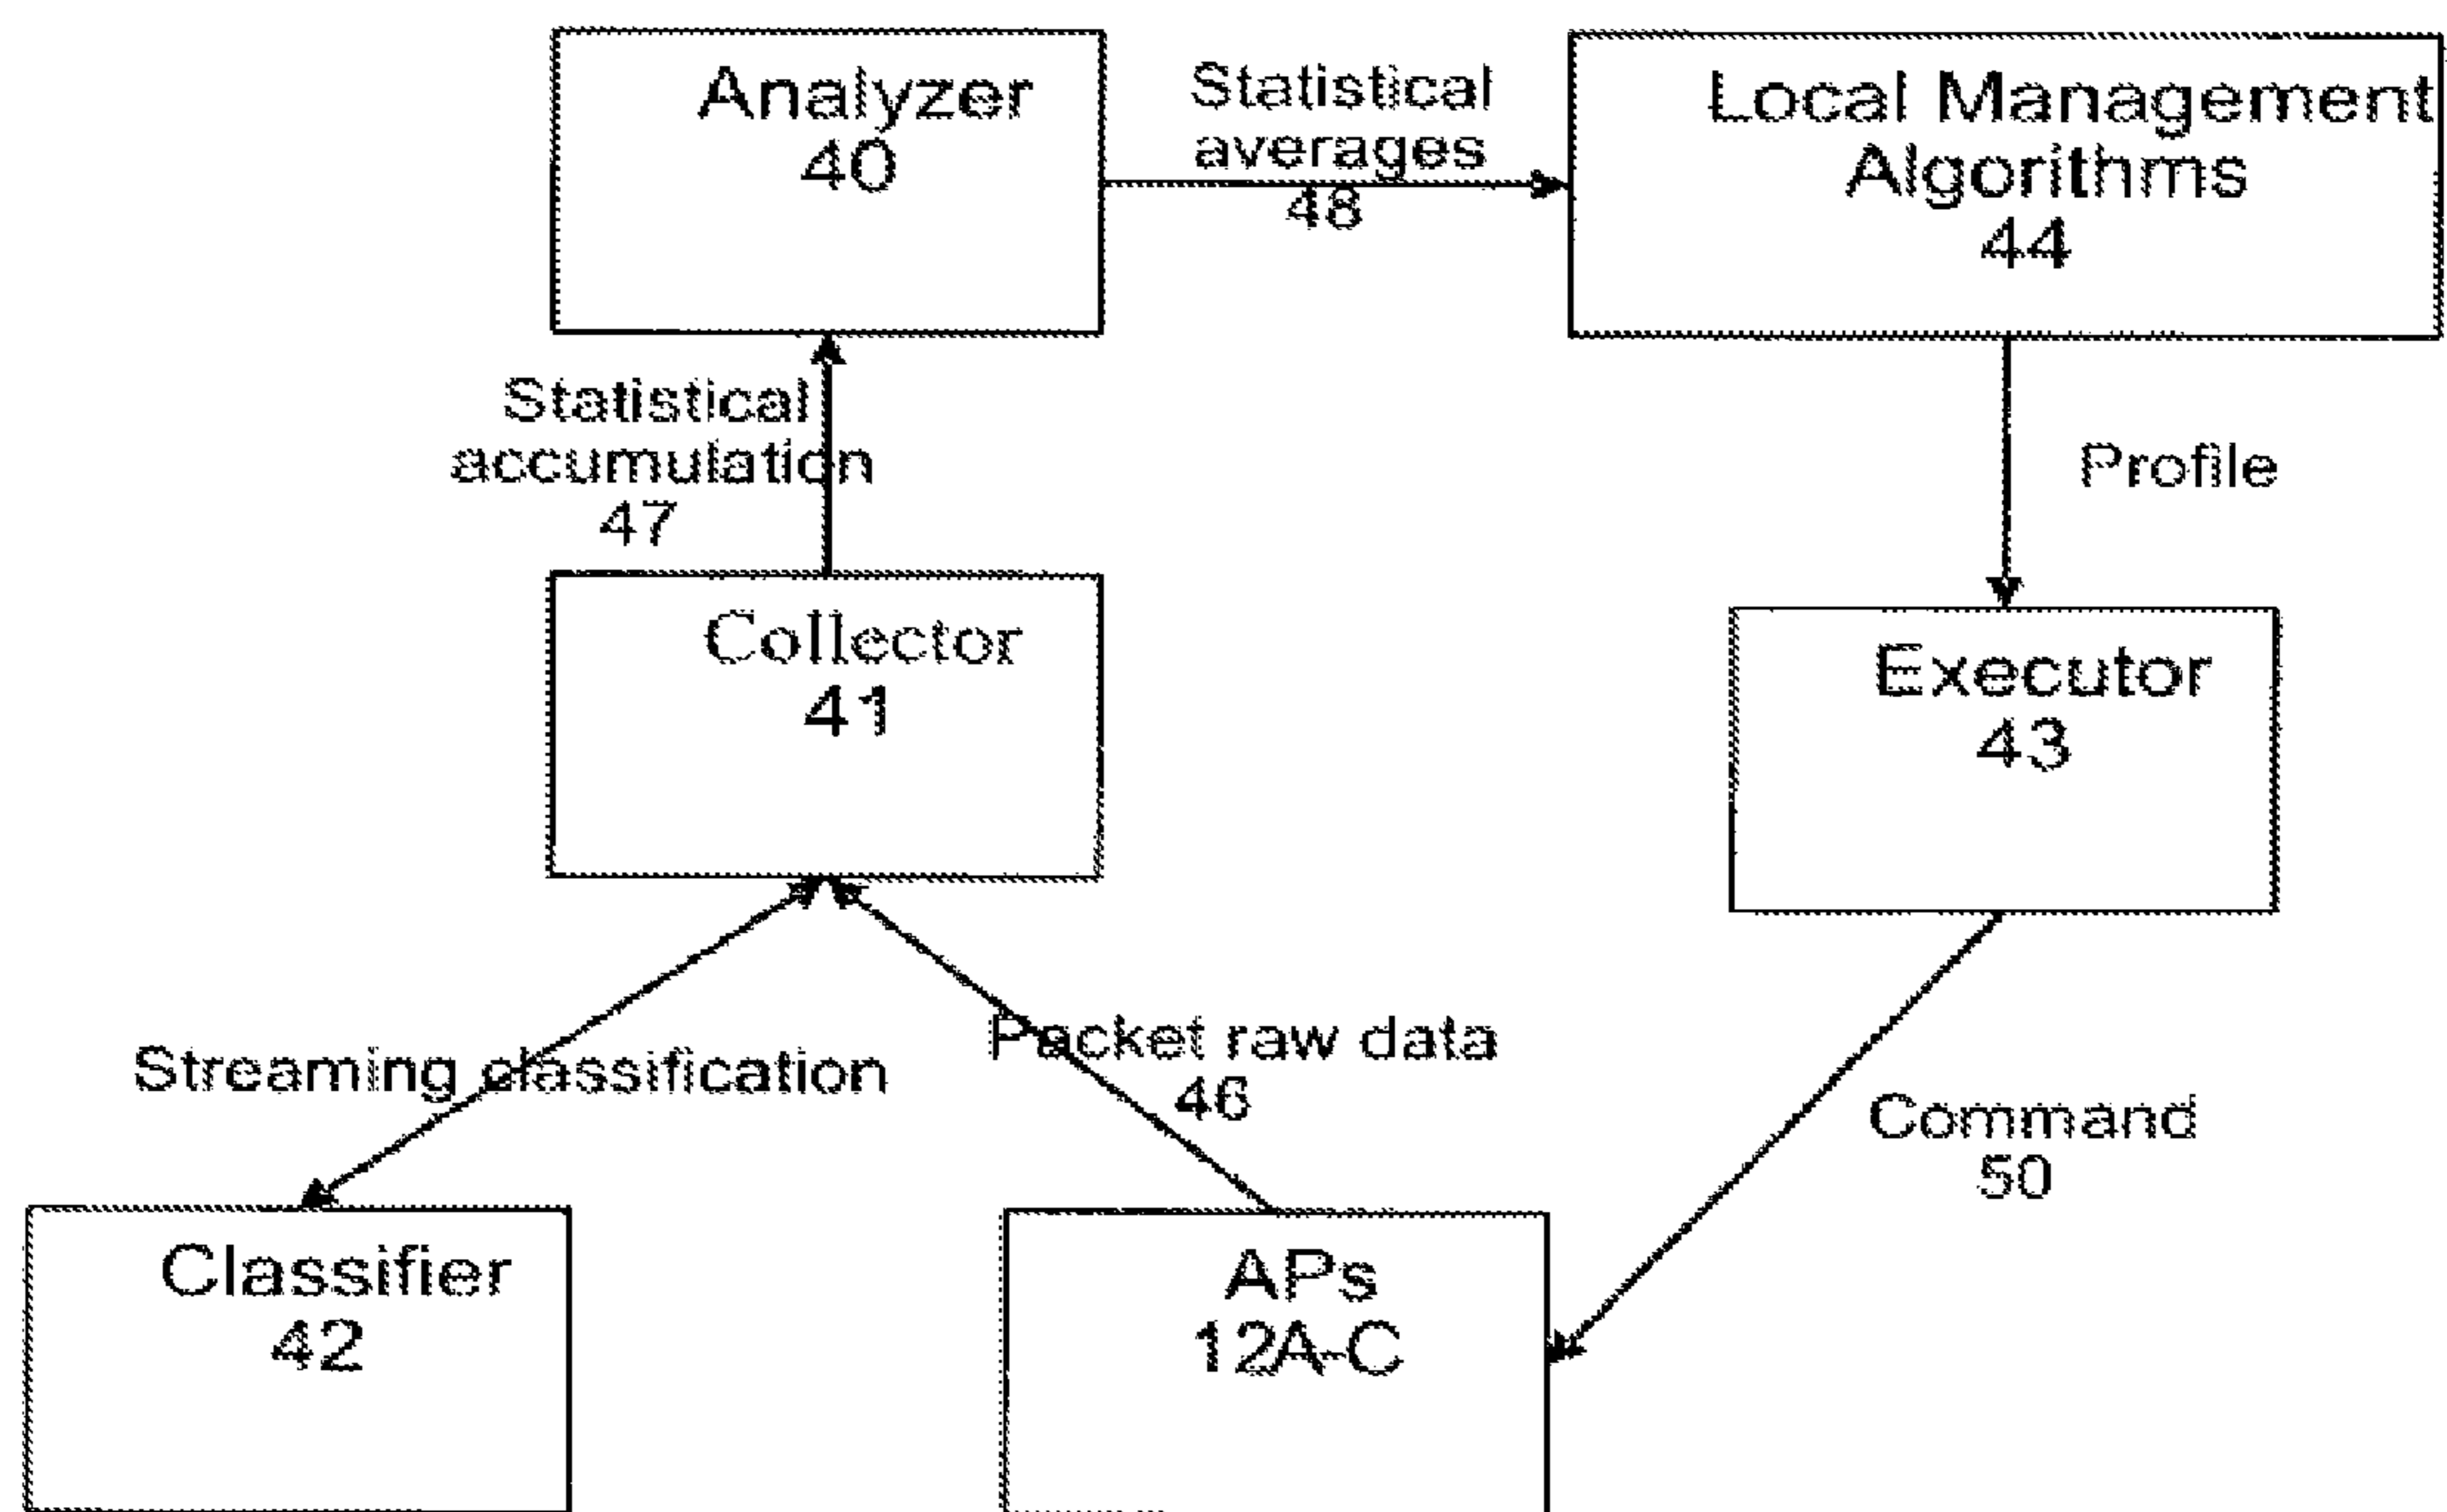 Analyzer
40
Statistical
averages
48
Local Management
Algorithms
44
Statistical
accumulation
47
Profile
Collector
41
Executor
43
Streaming classification
Packet raw data
46
Command
50
Classifier
42
APs
12A-C